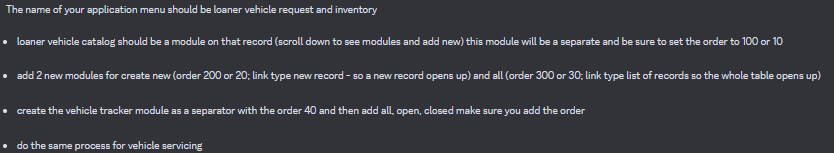 The name of your application menu should be loaner vehicle request and inventory
• loaner vehicle catalog should be a module on that record (scroll down to see modules and add new) this module will be a separate and be sure to set the order to 100 or 10
• add 2 new modules for create new (order 200 or 20; link type new record - so a new record opens up) and all (order 300 or 30; link type list of records so the whole table opens up)
• create the vehicle tracker module as a separator with the order 40 and then add all, open, closed make sure you add the order
• do the same process for vehicle servicing